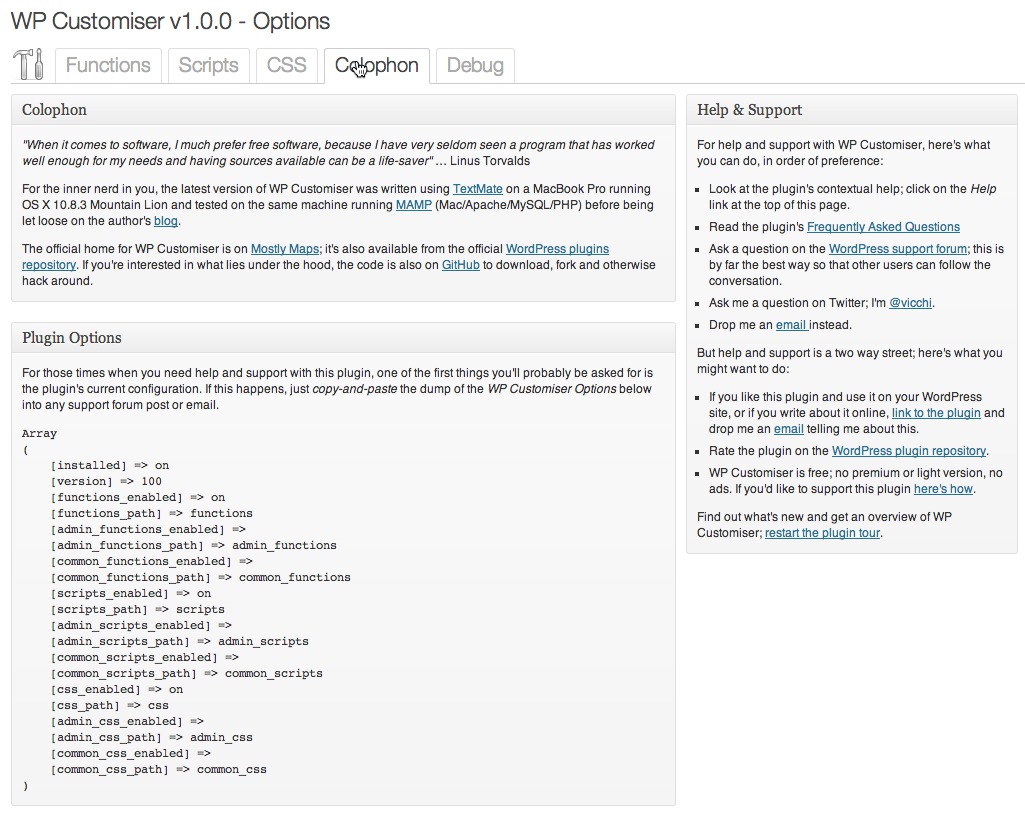 WP Customiser v1.0.0 - Options
Functions
Scripts
CSS
Colophon
Debug
Colophon
"When it comes to software, I much prefer free software, because I have very seldom seen a program that has worked
well enough for my needs and having sources available can be a life-saver" … Linus Torvalds
For the inner nerd in you, the latest version of WP Customiser was written using TextMate on a MacBook Pro running
OS X 10.8.3 Mountain Lion and tested on the same machine running MAMP (Mac/Apache/MySQL/PHP) before being
let loose on the author's blog.
The official home for WP Customiser is on Mostly Maps; it's also available from the official WordPress plugins
repository. If you're interested in what lies under the hood, the code is also on GitHub to download, fork and otherwise
hack around.
Plugin Options
For those times when you need help and support with this plugin, one of the first things you'll probably be asked for is
the plugin's current configuration. If this happens, just copy-and-paste the dump of the WP Customiser Options below
into any support forum post or email.
Array
(
[installed] => on
[version] => 100
[functions_enabled] => on
[functions_path] => functions
[admin_functions_enabled] =>
[admin_functions_path] => admin_functions
[common_functions_enabled] =>
[common_functions_path] => common_functions
[scripts_enabled] => on
[scripts_path] => scripts
[admin_scripts_enabled] =>
[admin_scripts_path] => admin_scripts
[common_scripts_enabled] =>
[common_scripts_path] => common_scripts
[css_enabled] => on
[css_path] => css
[admin_css_enabled] =>
[admin_css_path] => admin_css
[common_css_enabled] =>
[common_css_path] => common_css
)
Help & Support
For help and support with WP Customiser, here's what
you can do, in order of preference:
Look at the plugin's contextual help; click on the Help
link at the top of this page.
Read the plugin's Frequently Asked Questions
Ask a question on the WordPress support forum; this is
by far the best way so that other users can follow the
conversation.
Ask me a question on Twitter; I'm @vicchi.
Drop me an email instead.
But help and support is a two way street; here's what you
might want to do:
If you like this plugin and use it on your WordPress
site, or if you write about it online, link to the plugin and
drop me an email telling me about this.
Rate the plugin on the WordPress plugin repository.
WP Customiser is free; no premium or light version, no
ads. If you'd like to support this plugin here's how.
Find out what's new and get an overview of WP
Customiser; restart the plugin tour.